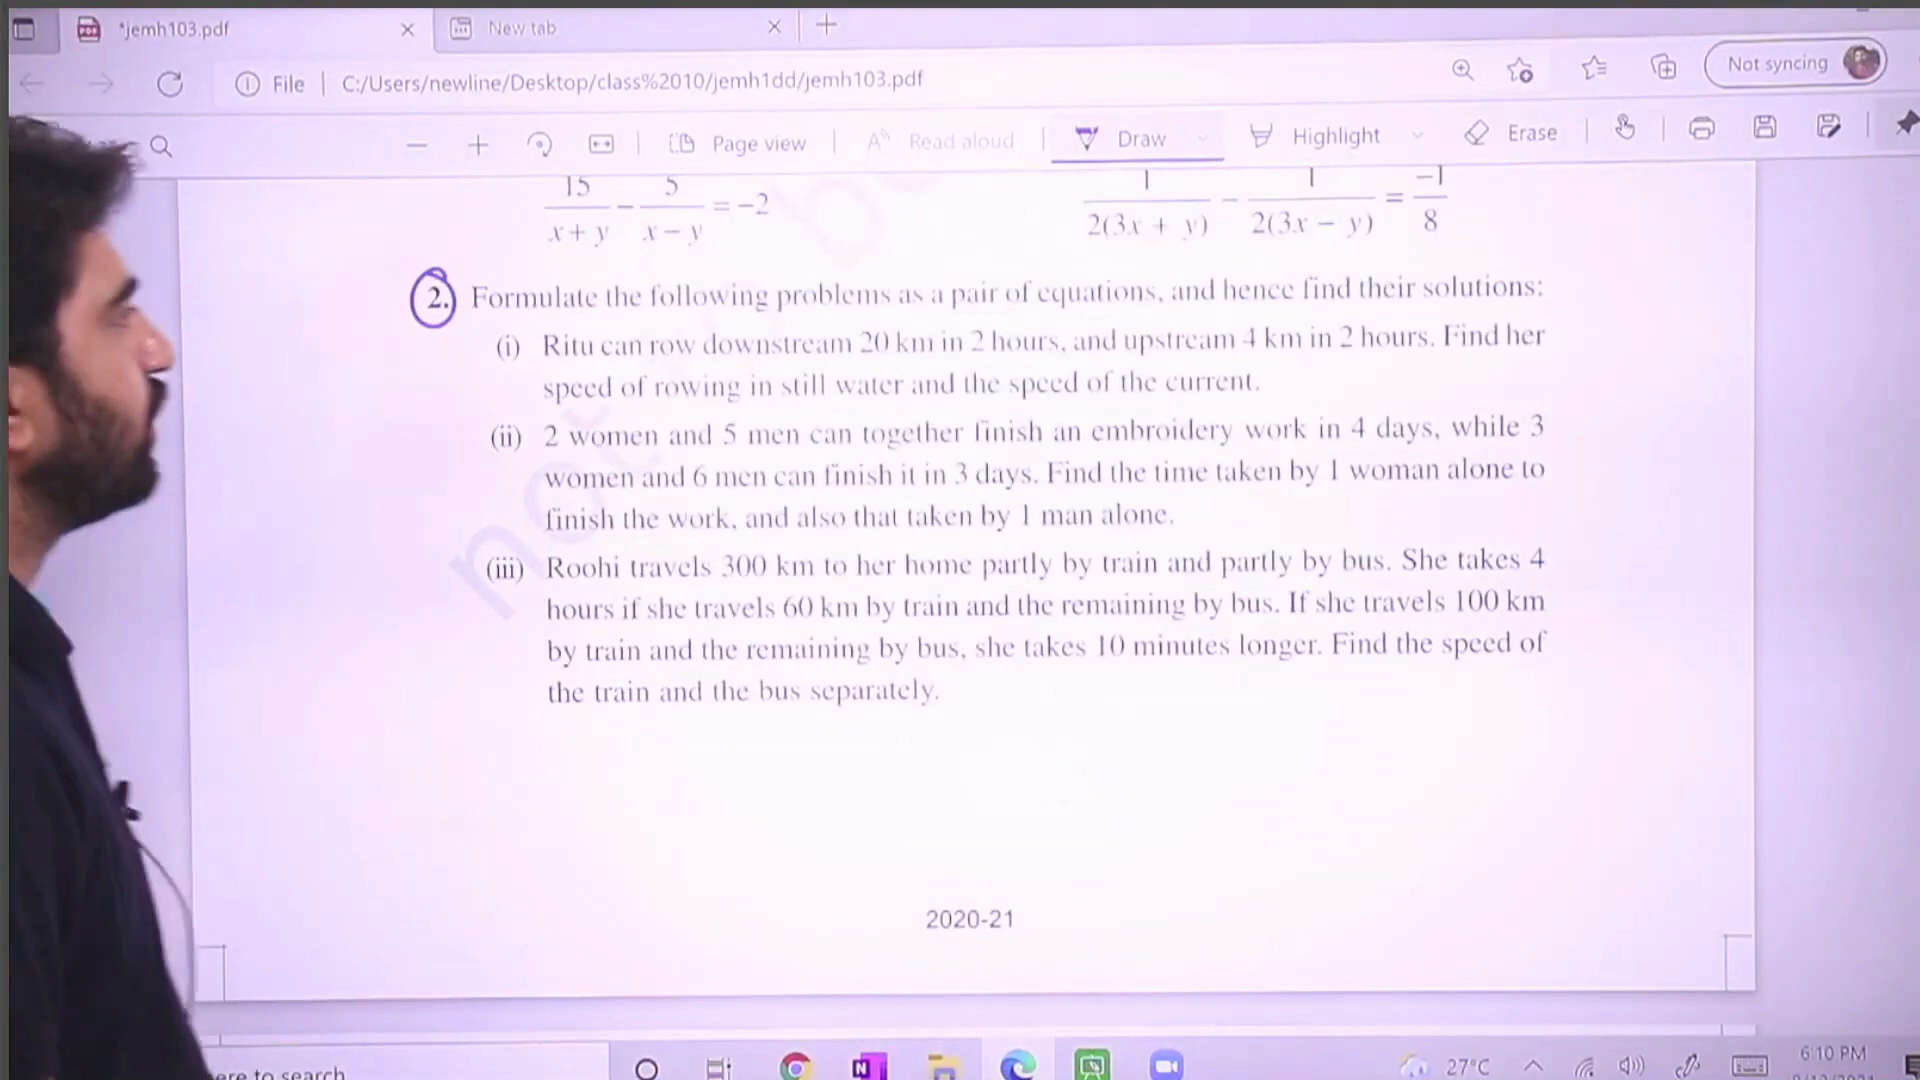 *jemh103.pdf
New tab
File
C:/Users/newline/Desktop/class%2010/jemh1dd/jemh103.pdf
Not syncing
Page view
Read aloud
Draw
Highlight
Erase
15/x + y − 5/x − y = −2
1/2(3x + y) − 1/2(3x − y) = −1/8
2. Formulate the following problems as a pair of equations, and hence find their solutions:
(i) Ritu can row downstream 20 km in 2 hours, and upstream 4 km in 2 hours. Find her
speed of rowing in still water and the speed of the current.
(ii) 2 women and 5 men can together finish an embroidery work in 4 days, while 3
women and 6 men can finish it in 3 days. Find the time taken by 1 woman alone to
finish the work, and also that taken by 1 man alone.
(iii) Roohi travels 300 km to her home partly by train and partly by bus. She takes 4
hours if she travels 60 km by train and the remaining by bus. If she travels 100 km
by train and the remaining by bus, she takes 10 minutes longer. Find the speed of
the train and the bus separately.
2020-21
ere to search
27°C
6:10 PM